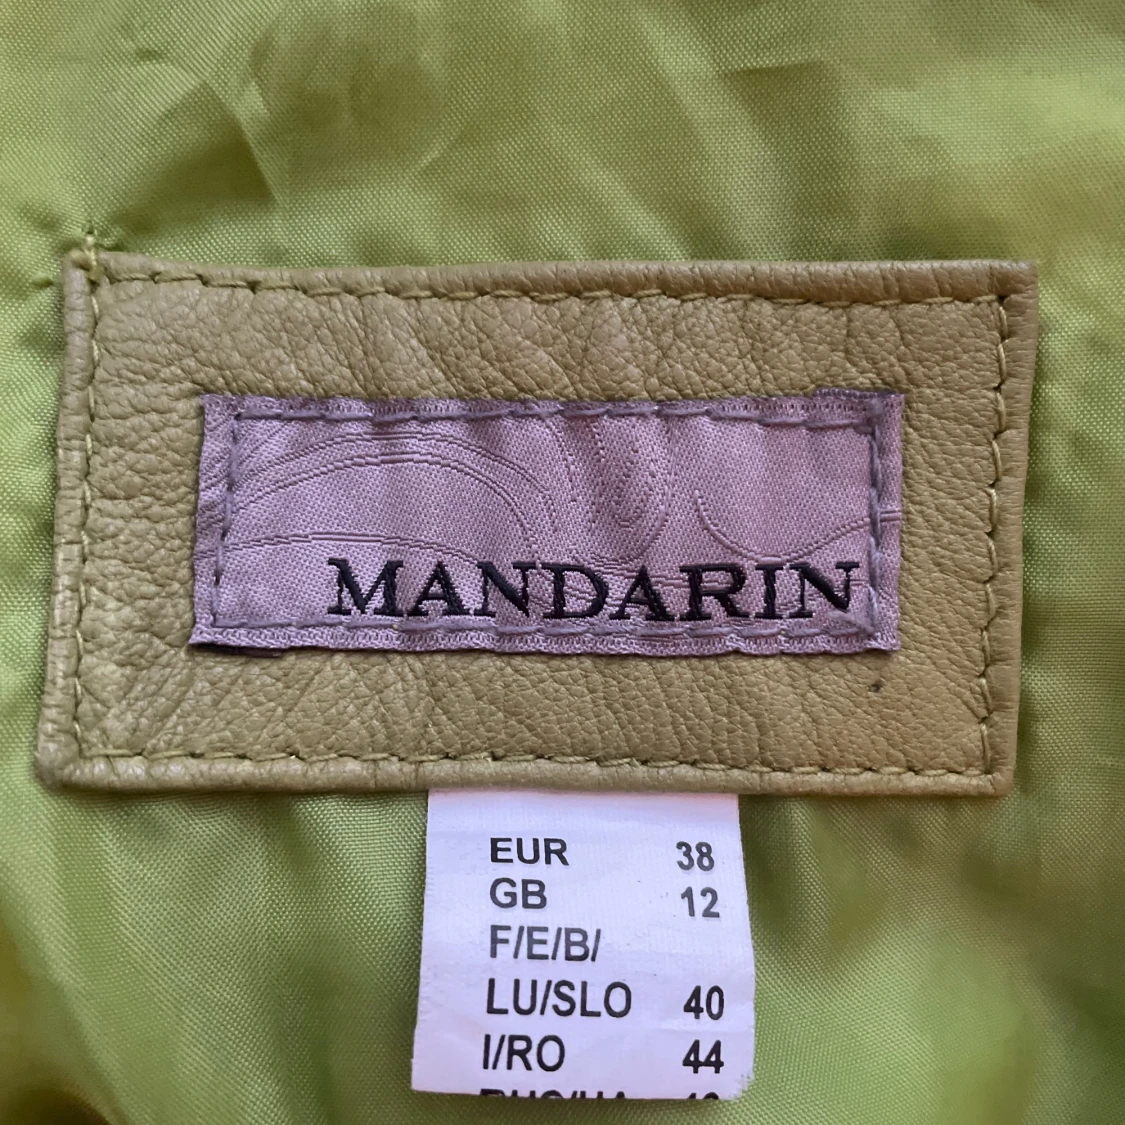 MANDARIN
EUR 38
GB 12
F/E/B/
LU/SLO 40
I/RO 44